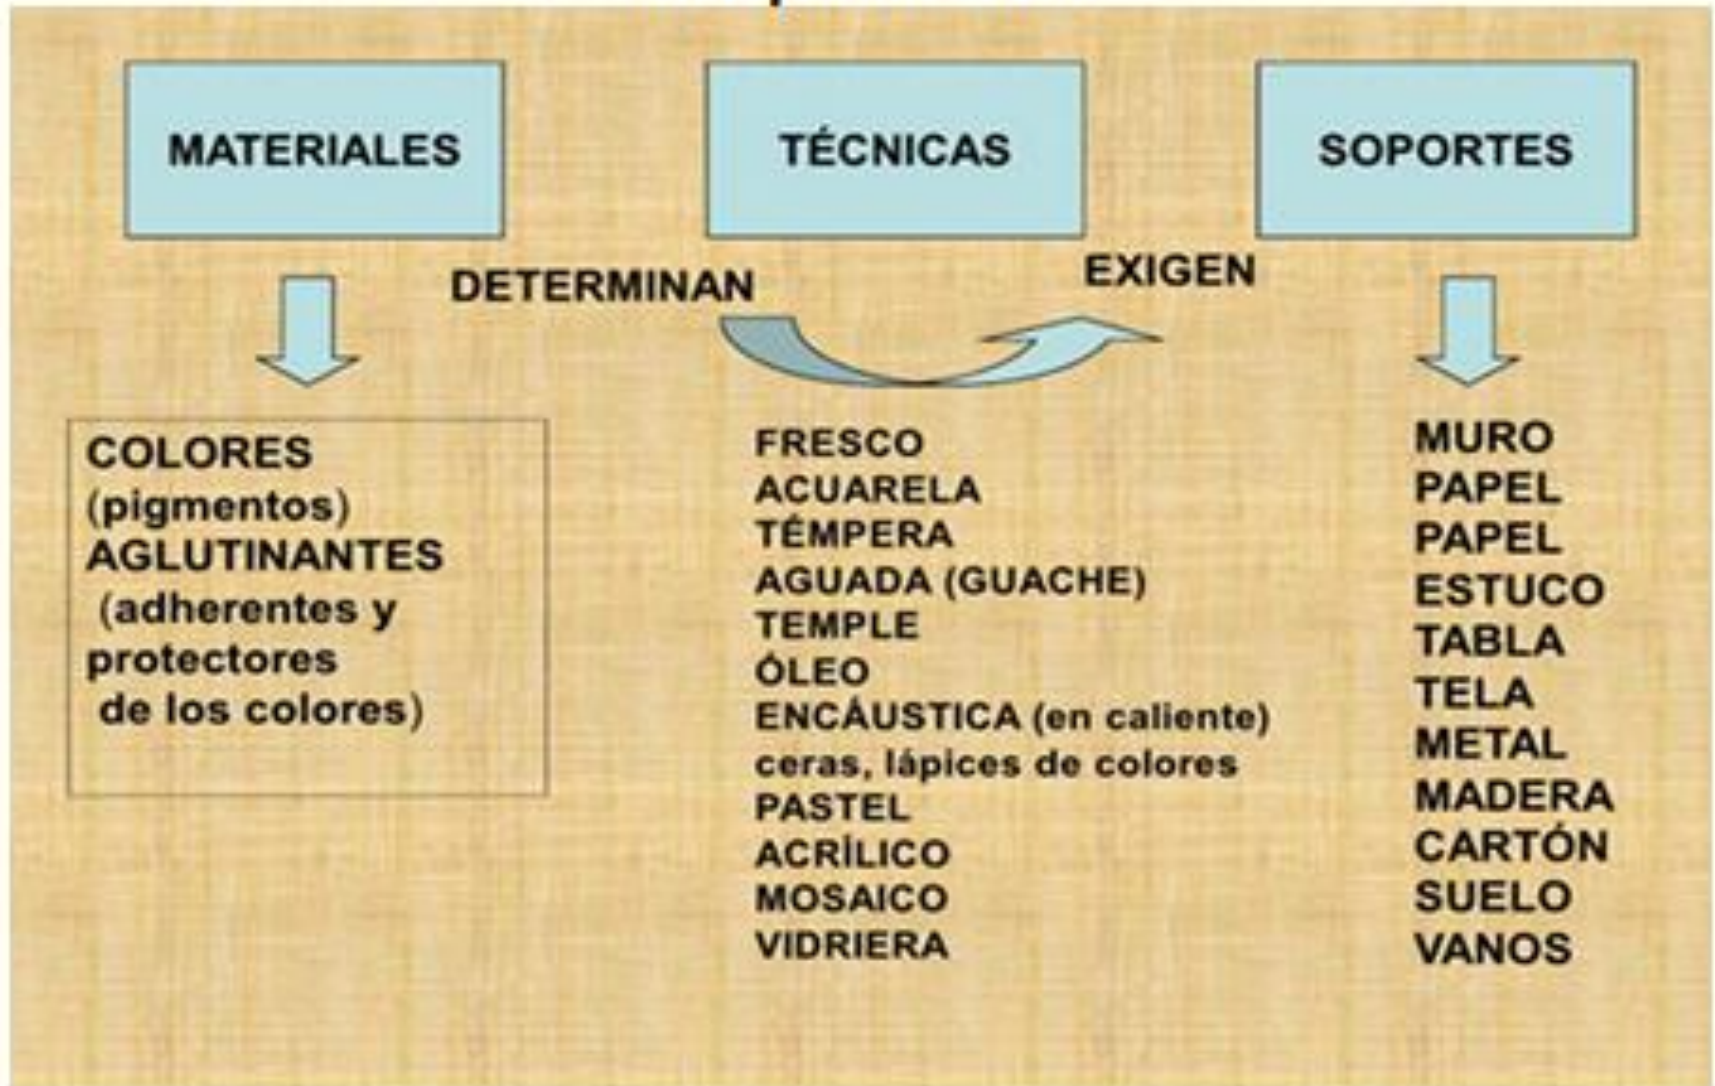 MATERIALES
TÉCNICAS
SOPORTES
DETERMINAN
EXIGEN
COLORES
(pigmentos)
AGLUTINANTES
(adherentes y
protectores
de los colores)
FRESCO
ACUARELA
TÉMPERA
AGUADA (GUACHE)
TEMPLE
ÓLEO
ENCÁUSTICA (en caliente)
ceras, lápices de colores
PASTEL
ACRÍLICO
MOSAICO
VIDRIERA
MURO
PAPEL
PAPEL
ESTUCO
TABLA
TELA
METAL
MADERA
CARTÓN
SUELO
VANOS